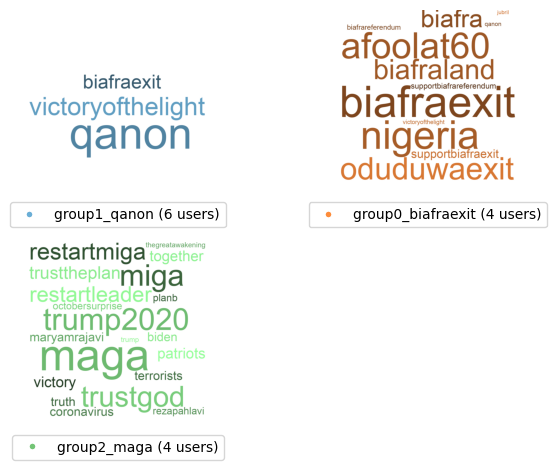 biafraexit
victoryofthelight
qanon
group1_qanon (6 users)
jubril
biafra
qanon
biafrareferendum
afoolat60
biafraland
supportbiafrareferendum
biafraexit
victoryofthelight
nigeria
supportbiafraexit
oduduwaexit
group0_biafraexit (4 users)
thegreatawakening
restartmiga
together
trusttheplan
miga
restartleader
planb
octobersurprise
trump2020
maryamrajavi
trump
biden
maga
patriots
terrorists
victory
trustgod
truth
coronavirus
rezapahlavi
group2_maga (4 users)